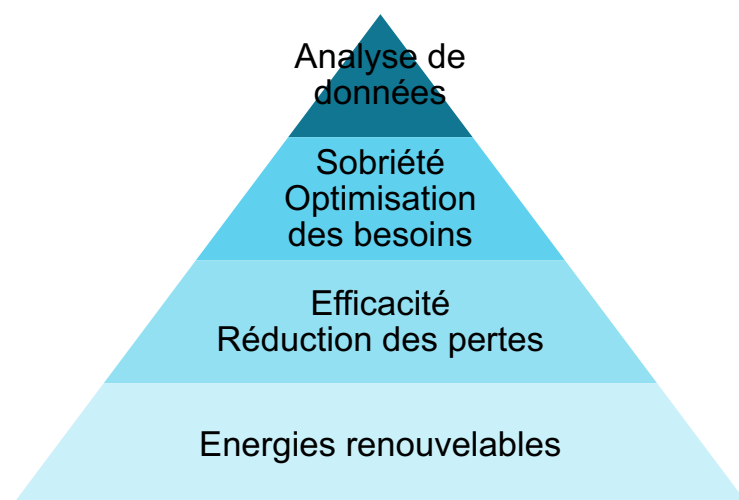 Analyse de
données
Sobriété
Optimisation
des besoins
Efficacité
Réduction des pertes
Energies renouvelables